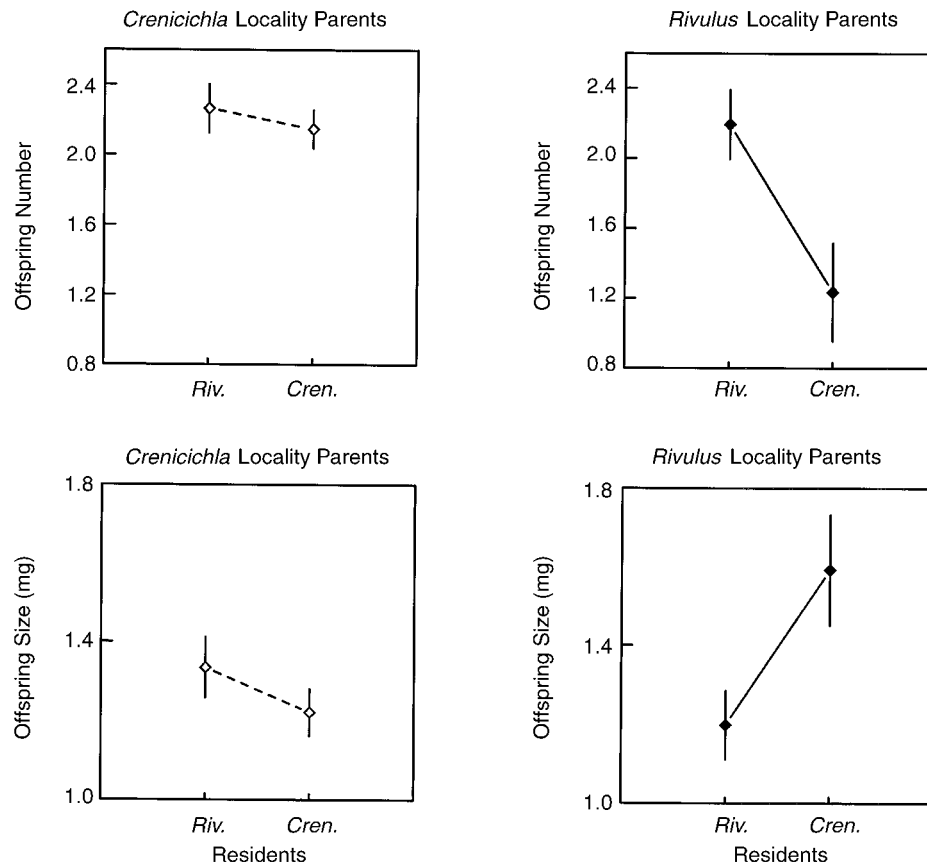 Crenicichla Locality Parents
Offspring Number
2.4
2.0
1.6
1.2
0.8
Riv. Cren.
Rivulus Locality Parents
Offspring Number
2.4
2.0
1.6
1.2
0.8
Riv. Cren.
Crenicichla Locality Parents
Offspring Size (mg)
1.8
1.4
1.0
Riv. Cren.
Residents
Rivulus Locality Parents
Offspring Size (mg)
1.8
1.4
1.0
Riv. Cren.
Residents